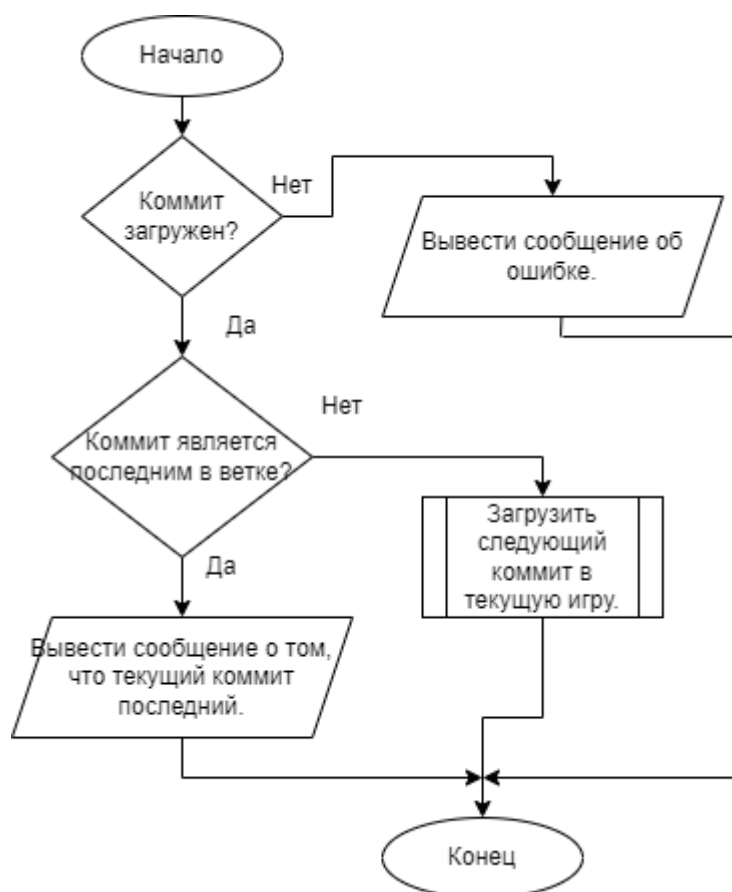 Начало
Коммит
загружен?
Нет
Вывести сообщение об
ошибке.
Да
Коммит является
последним в ветке?
Нет
Загрузить
следующий
коммит в
текущую игру.
Да
Вывести сообщение о том,
что текущий коммит
последний.
Конец